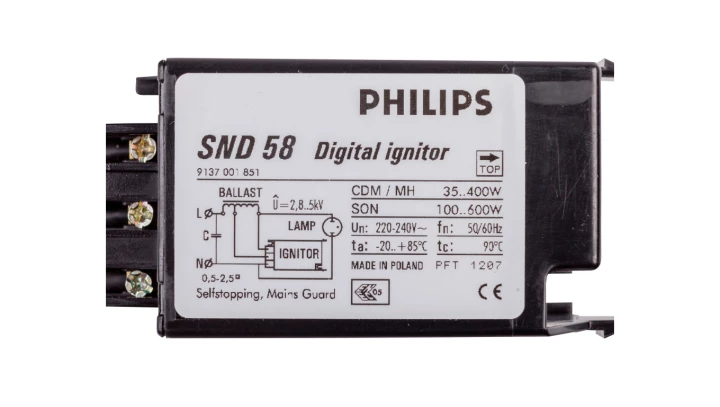 PHILIPS
SND 58 Digital ignitor
9137 001 851
TOP
BALLAST
Û=2,8..5kV
L
LAMP
C
IGNITOR
N
0,5-2,5▫
Selfstopping, Mains Guard
CDM / MH 35..400W
SON 100..600W
Un: 220-240V~ fn: 50/60Hz
ta: -20..+85°C tc: 90°C
MADE IN POLAND PFT 1207
05
CE